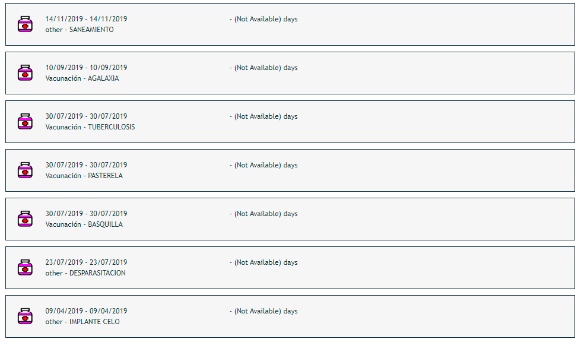 14/11/2019 - 14/11/2019 - (Not Available) days
other - SANEAMIENTO
10/09/2019 - 10/09/2019 - (Not Available) days
Vacunación - AGALAXIA
30/07/2019 - 30/07/2019 - (Not Available) days
Vacunación - TUBERCULOSIS
30/07/2019 - 30/07/2019 - (Not Available) days
Vacunación - PASTERELA
30/07/2019 - 30/07/2019 - (Not Available) days
Vacunación - BASQUILLA
23/07/2019 - 23/07/2019 - (Not Available) days
other - DESPARASITACION
09/04/2019 - 09/04/2019 - (Not Available) days
other - IMPLANTE CELO